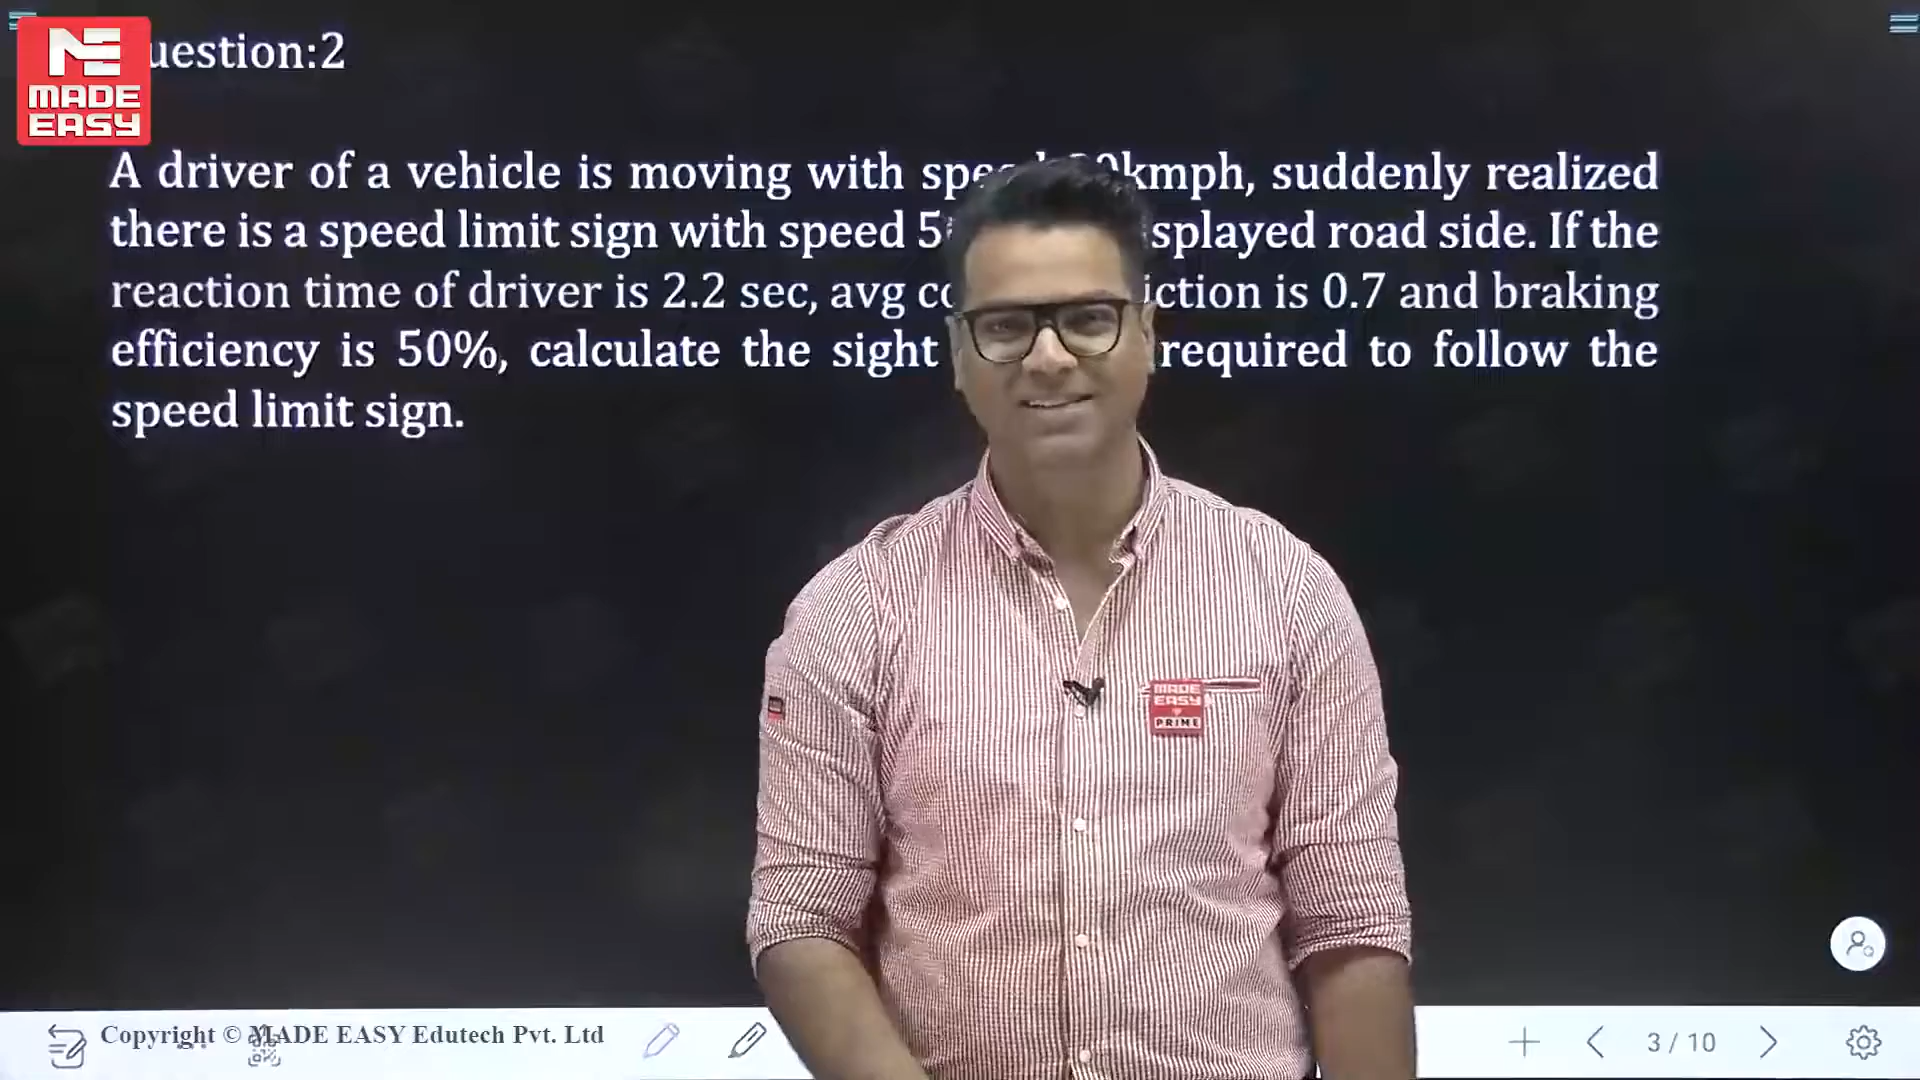 uestion:2
MADE
EASY
A driver of a vehicle is moving with kmph, suddenly realized
there is a speed limit sign with speed splayed road side. If the
reaction time of driver is 2.2 sec, avg iction is 0.7 and braking
efficiency is 50%, calculate the sight required to follow the
speed limit sign.
MADE
EASY
PRIME
Copyright © MADE EASY Edutech Pvt. Ltd
3 / 10